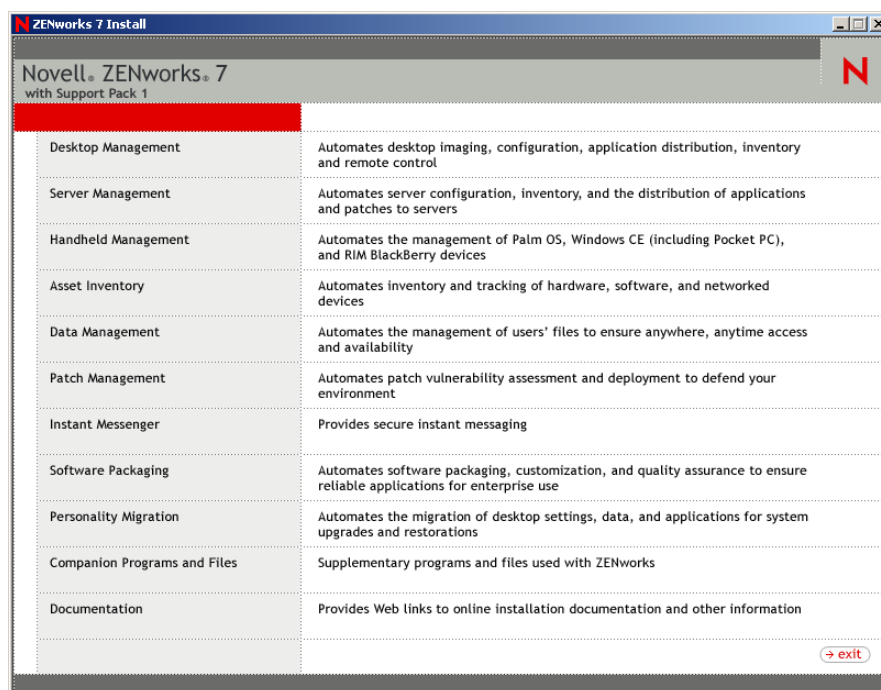 ZENworks 7 Install
Novell® ZENworks® 7
with Support Pack 1
N
Desktop Management
Automates desktop imaging, configuration, application distribution, inventory
and remote control
Server Management
Automates server configuration, inventory, and the distribution of applications
and patches to servers
Handheld Management
Automates the management of Palm OS, Windows CE (including Pocket PC),
and RIM BlackBerry devices
Asset Inventory
Automates inventory and tracking of hardware, software, and networked
devices
Data Management
Automates the management of users' files to ensure anywhere, anytime access
and availability
Patch Management
Automates patch vulnerability assessment and deployment to defend your
environment
Instant Messenger
Provides secure instant messaging
Software Packaging
Automates software packaging, customization, and quality assurance to ensure
reliable applications for enterprise use
Personality Migration
Automates the migration of desktop settings, data, and applications for system
upgrades and restorations
Companion Programs and Files
Supplementary programs and files used with ZENworks
Documentation
Provides Web links to online installation documentation and other information
exit